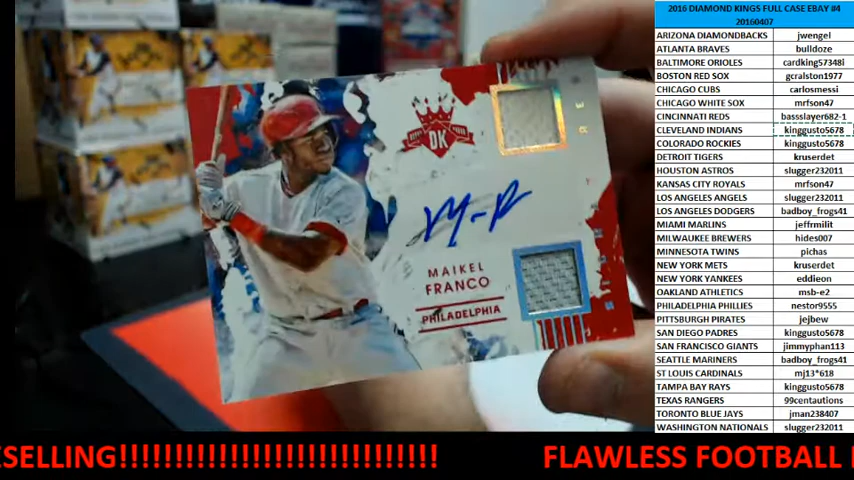 2016 DIAMOND KINGS FULL CASE EBAY #4
20160407
ARIZONA DIAMONDBACKS jwengel
ATLANTA BRAVES bulldoze
BALTIMORE ORIOLES cardking57348i
BOSTON RED SOX gcralston1977
CHICAGO CUBS carlosmessi
CHICAGO WHITE SOX mrfson47
CINCINNATI REDS bassslayer682-1
CLEVELAND INDIANS kinggusto5678
COLORADO ROCKIES kinggusto5678
DETROIT TIGERS kruserdet
HOUSTON ASTROS slugger232011
KANSAS CITY ROYALS mrfson47
LOS ANGELES ANGELS slugger232011
LOS ANGELES DODGERS badboy_frogs41
MIAMI MARLINS jeffrmilit
MILWAUKEE BREWERS hides007
MINNESOTA TWINS pichas
NEW YORK METS kruserdet
NEW YORK YANKEES eddieon
OAKLAND ATHLETICS msb-e2
PHILADELPHIA PHILLIES nestor9555
PITTSBURGH PIRATES jejbew
SAN DIEGO PADRES kinggusto5678
SAN FRANCISCO GIANTS jimmyphan113
SEATTLE MARINERS badboy_frogs41
ST LOUIS CARDINALS mj13*618
TAMPA BAY RAYS kinggusto5678
TEXAS RANGERS 99centautions
TORONTO BLUE JAYS jman238407
WASHINGTON NATIONALS slugger232011
DK
MAIKEL
FRANCO
PHILADELPHIA
ESELLING!!!!!!!!!!!!!!!!!!!!!!!!!!!!!!!! FLAWLESS FOOTBALL